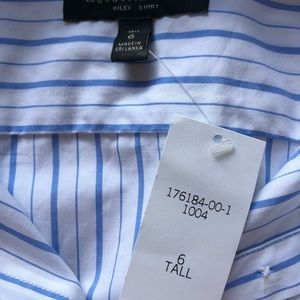 RILEY SHIRT
6
MADE IN
SRI LANKA
176184-00-1
1004
6
TALL